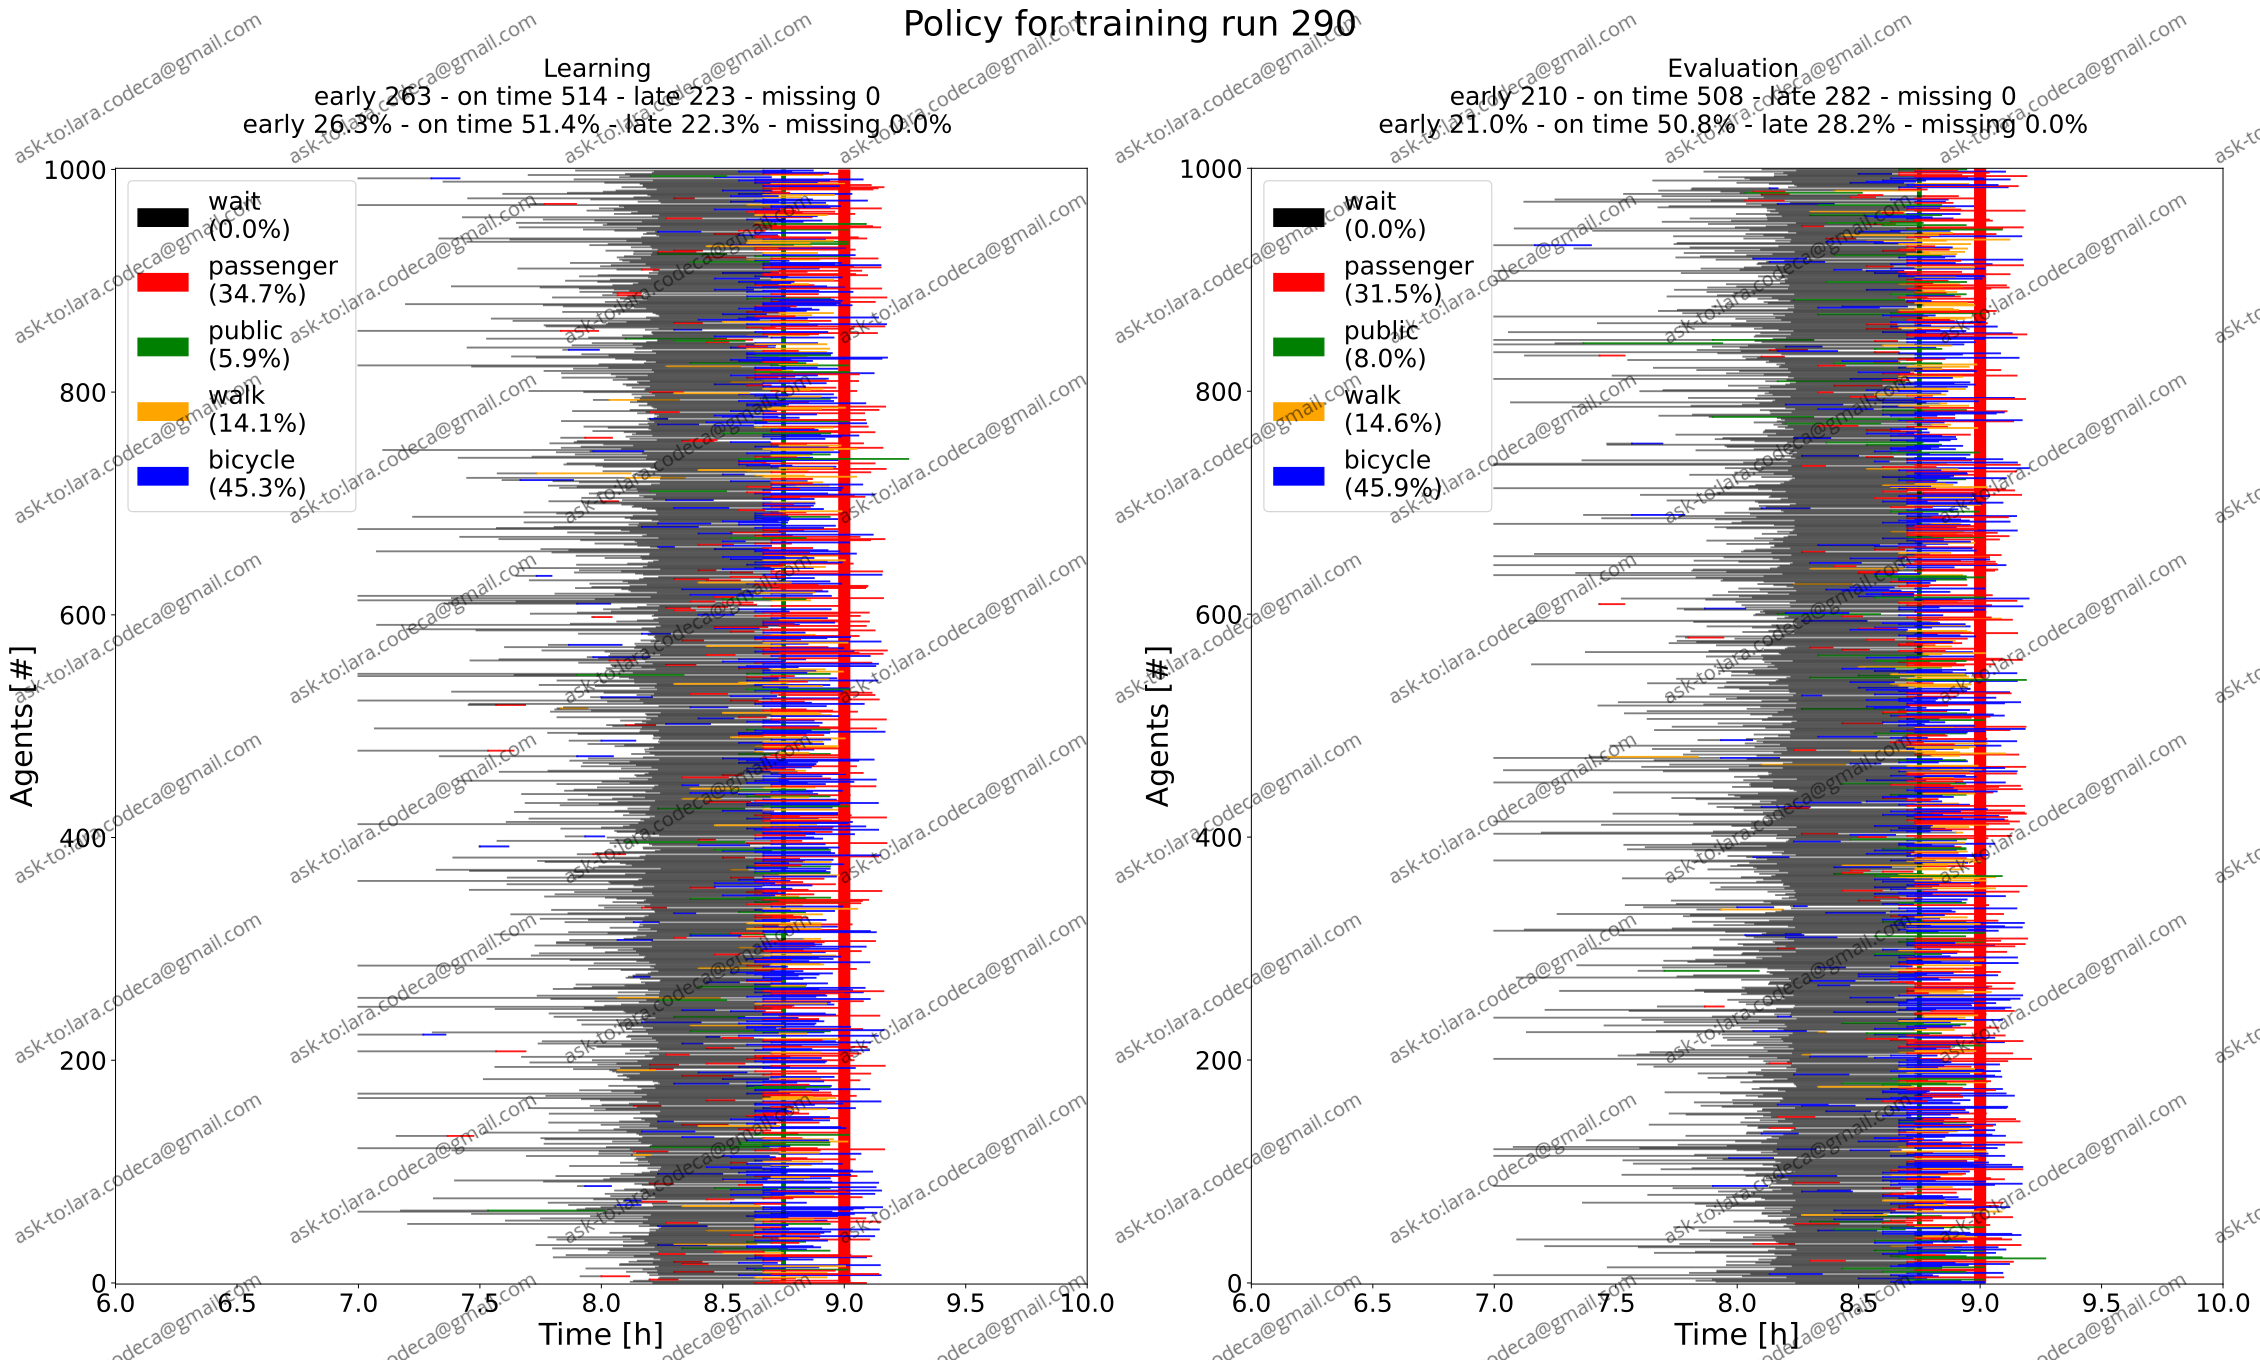 Policy for training run 290
Learning
early 263 - on time 514 - late 223 - missing 0
early 26.3% - on time 51.4% - late 22.3% - missing 0.0%
1000
800
600
400
200
0
Agents [#]
wait
(0.0%)
passenger
(34.7%)
public
(5.9%)
walk
(14.1%)
bicycle
(45.3%)
6.0 6.5 7.0 7.5 8.0 8.5 9.0 9.5 10.0
Time [h]
Evaluation
early 210 - on time 508 - late 282 - missing 0
early 21.0% - on time 50.8% - late 28.2% - missing 0.0%
1000
800
600
400
200
0
Agents [#]
wait
(0.0%)
passenger
(31.5%)
public
(8.0%)
walk
(14.6%)
bicycle
(45.9%)
6.0 6.5 7.0 7.5 8.0 8.5 9.0 9.5 10.0
Time [h]
ask-to:lara.codeca@gmail.com